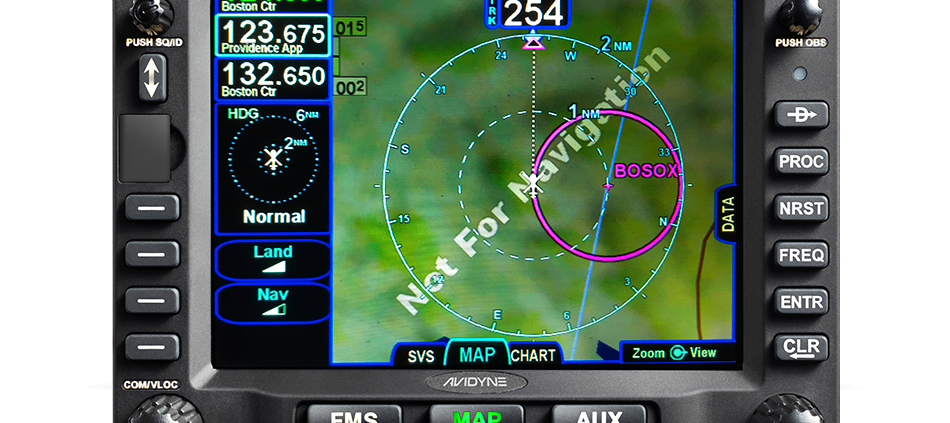 Boston Ctr
TRK
254
PUSH SQ/ID
PUSH OBS
123.675
Providence App
132.650
Boston Ctr
015
002
HDG
6NM
2NM
Normal
Land
Nav
24
W
2 NM
21
30
1 NM
S
33
BOSOX
15
N
12
3
E
6
Not For Navigation
DATA
D
PROC
NRST
FREQ
ENTR
CLR
SVS
MAP
CHART
Zoom
View
AVIDYNE
COM/VLOC
FMS
MAP
AUX